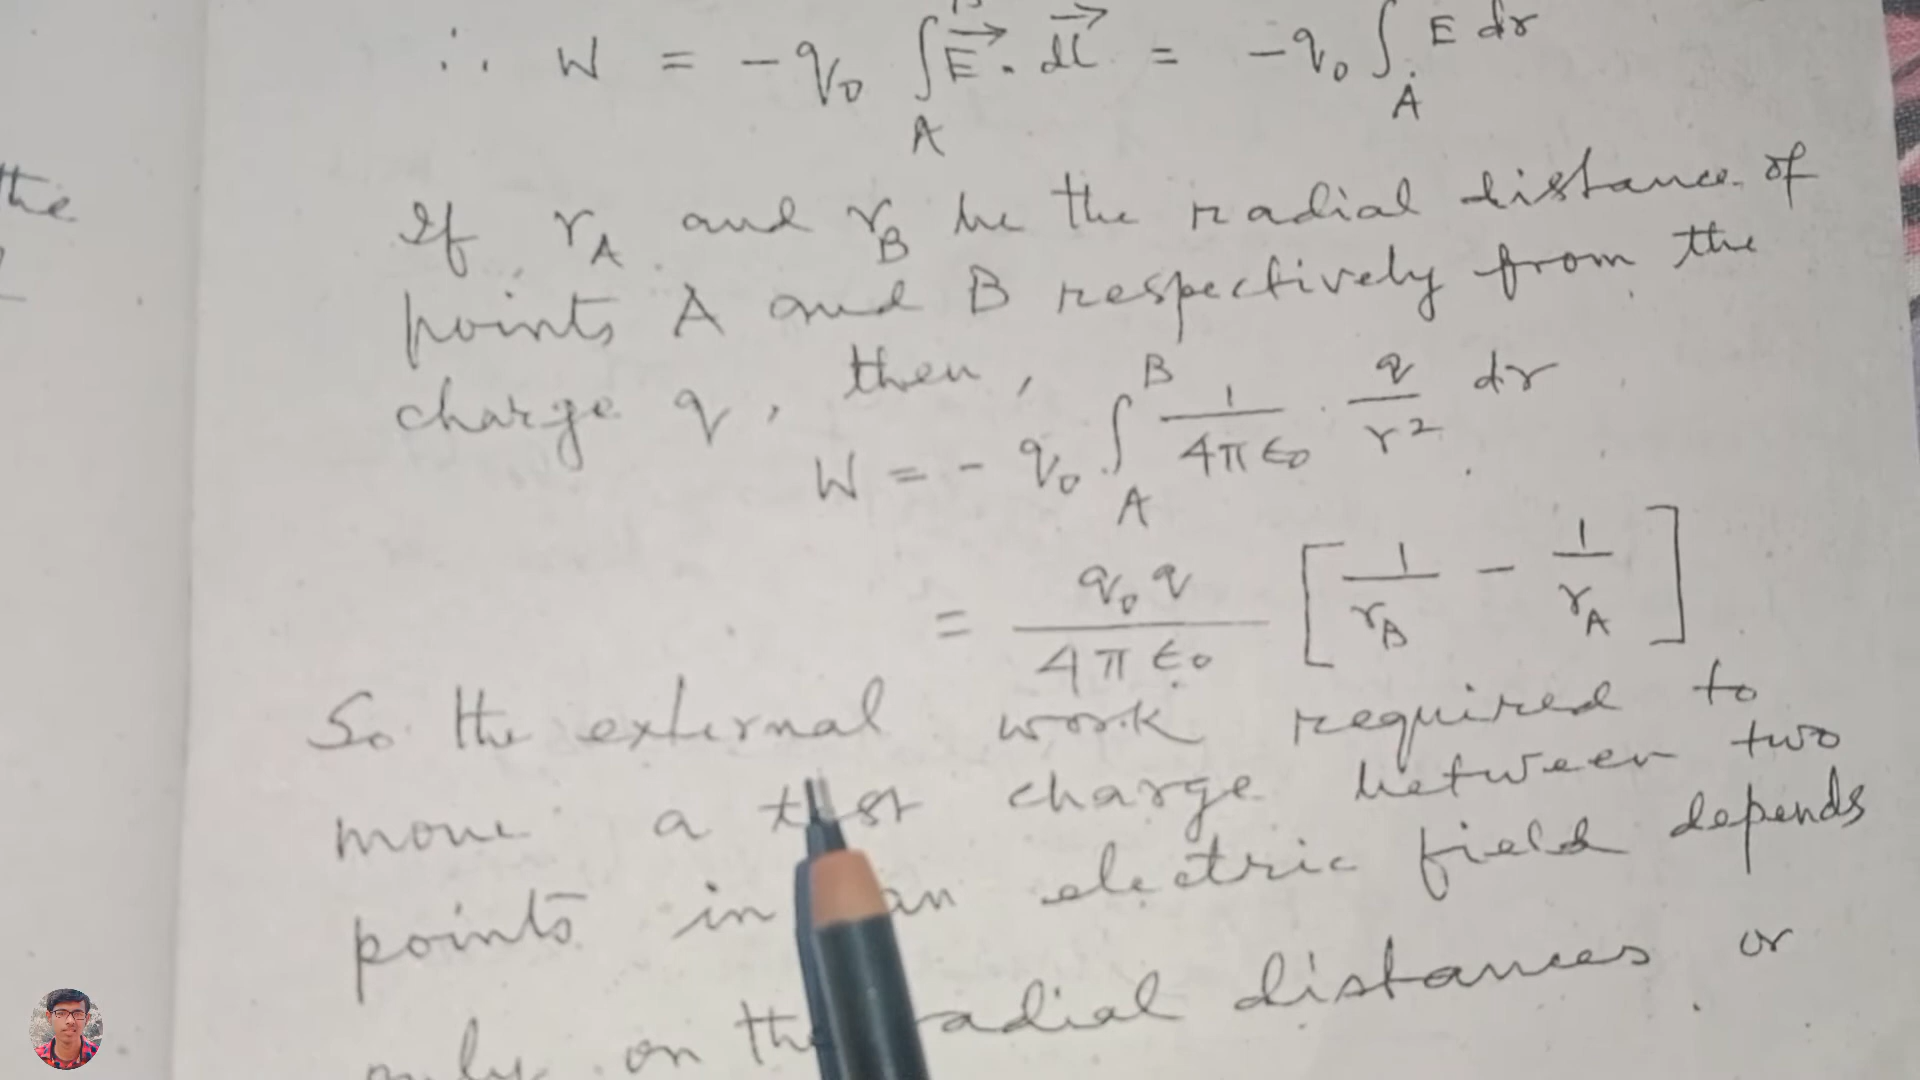 the
∴ W = - q₀ ∫_A^B E⃗ . dl⃗ = - q₀ ∫_A E dr
If r_A and r_B be the radial distance of
points A and B respectively from the
charge q, then,
W = - q₀ ∫_A^B 1/4πε₀ . q/r² dr
= q₀q/4πε₀ [1/r_B - 1/r_A]
So the external work required to
move a test charge between two
points in an electric field depends
only on the radial distances or